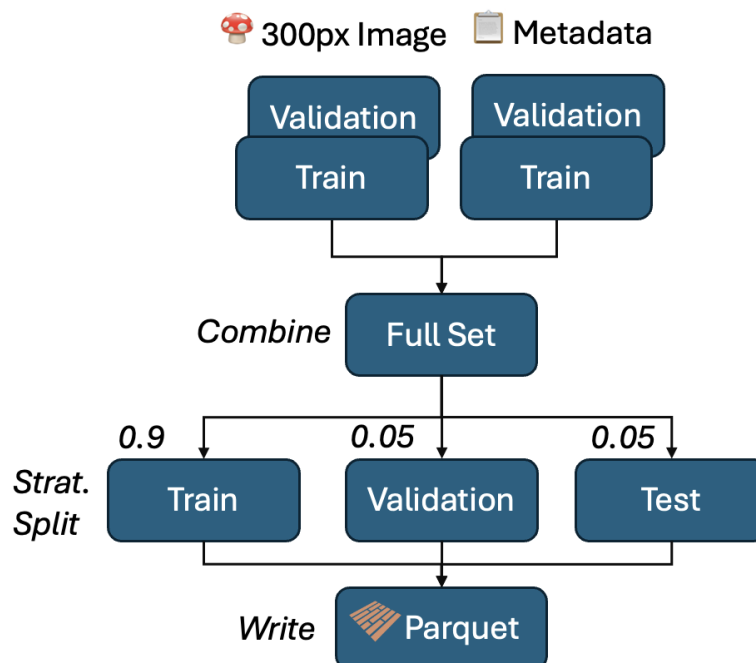 300px Image Metadata
Validation Validation
Train Train
Combine Full Set
0.9 0.05 0.05
Strat.
Split
Train Validation Test
Write Parquet